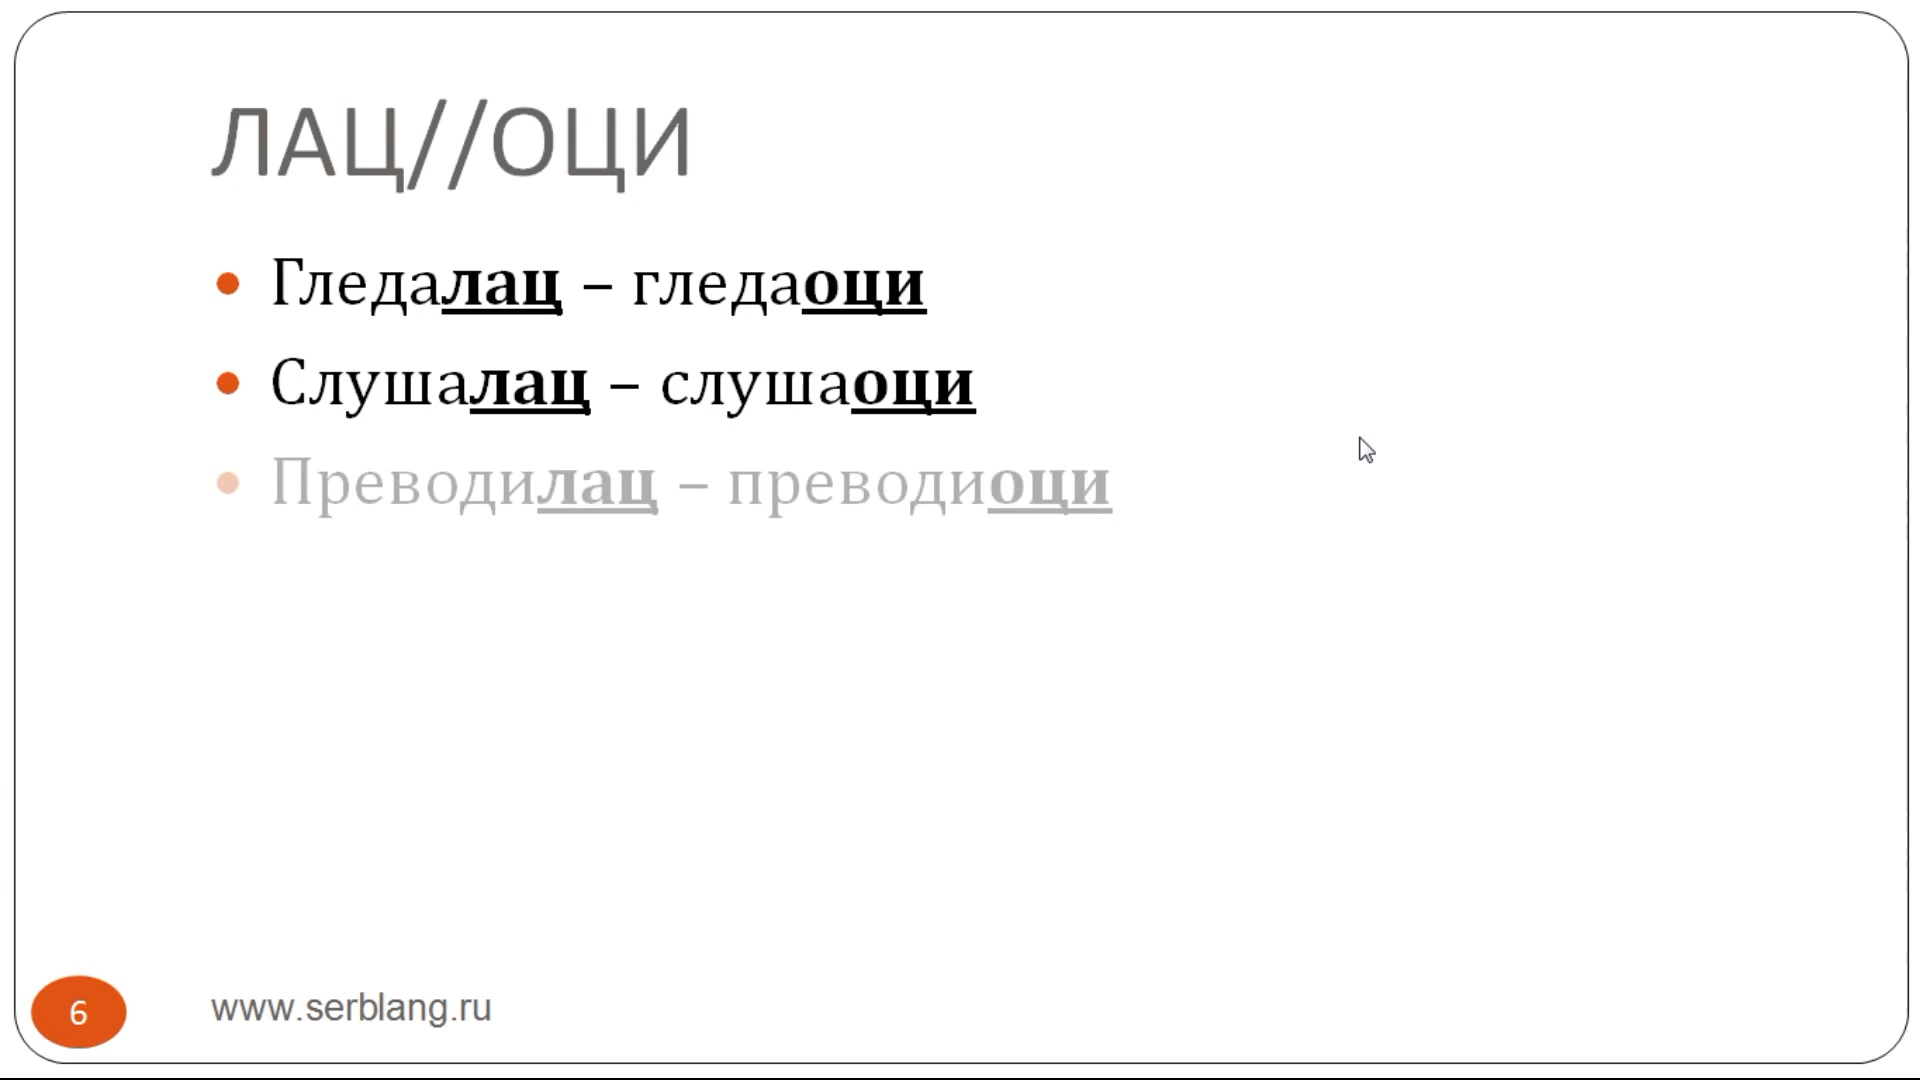 ЛАЦ//ОЦИ
Гледалац – гледаоци
Слушалац – слушаоци
Преводилац – преводиоци
6
www.serblang.ru